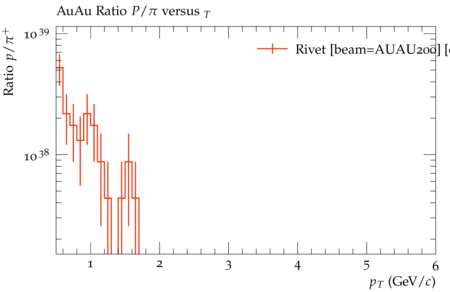 AuAu Ratio P/π versus T
Ratio p/π+
10^39
10^38
Rivet [beam=AUAU200]
1 2 3 4 5 6
pT (GeV/c)